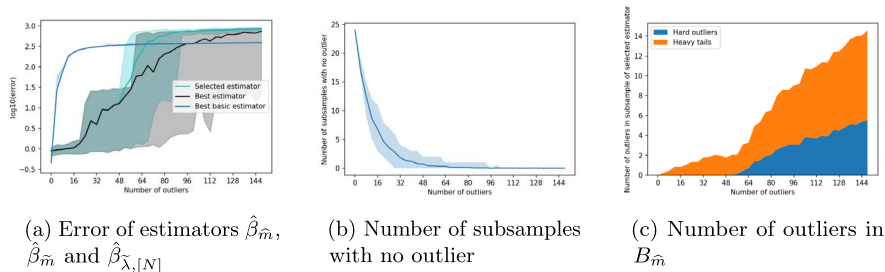 3.0
2.5
2.0
1.5
1.0
0.5
0.0
−0.5
log10(error)
Selected estimator
Best estimator
Best basic estimator
0 16 32 48 64 80 96 112 128 144
Number of outliers
25
20
15
10
5
0
Number of subsamples with no outlier
0 16 32 48 64 80 96 112 128 144
Number of outliers
14
12
10
8
6
4
2
0
Number of outliers in subsample of selected estimator
Hard outliers
Heavy tails
0 16 32 48 64 80 96 112 128 144
Number of outliers
(a) Error of estimators β̂_m̂,
β̂_m̃ and β̂_λ̃,[N]
(b) Number of subsamples
with no outlier
(c) Number of outliers in
B_m̂